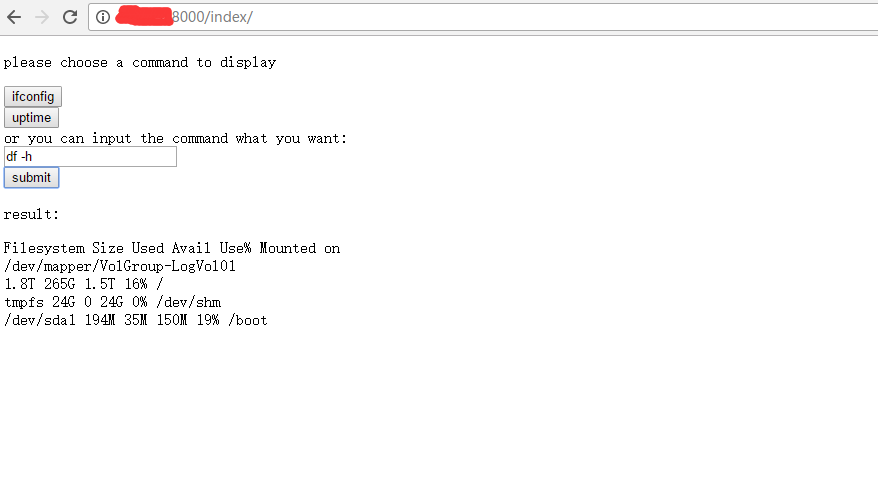 8000/index/
please choose a command to display
ifconfig
uptime
or you can input the command what you want:
df -h
submit
result:
Filesystem Size Used Avail Use% Mounted on
/dev/mapper/VolGroup-LogVol01
1.8T 265G 1.5T 16% /
tmpfs 24G 0 24G 0% /dev/shm
/dev/sda1 194M 35M 150M 19% /boot